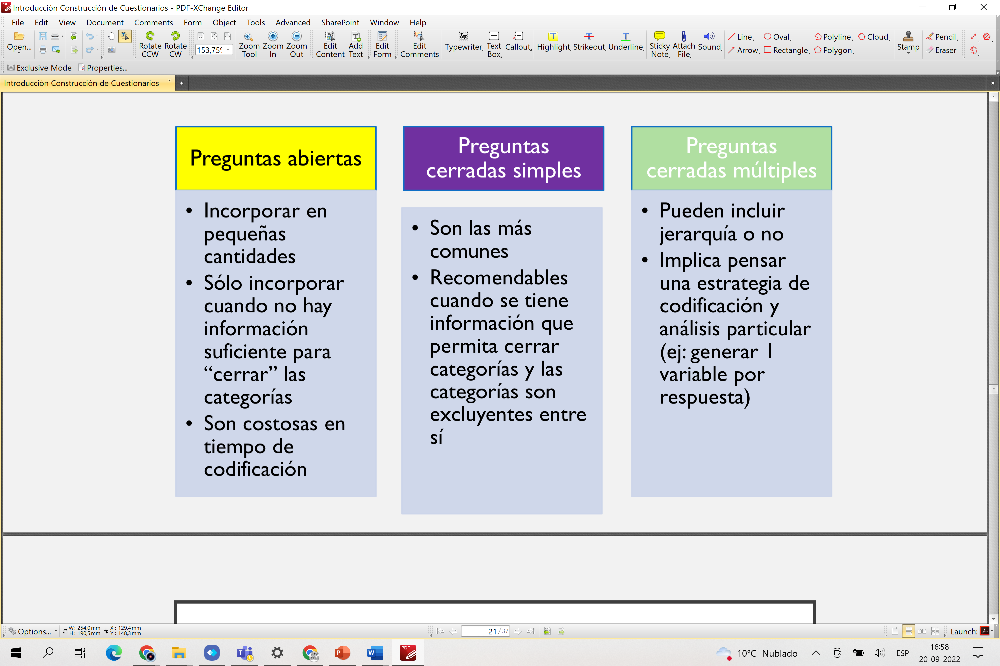 Introducción Construcción de Cuestionarios - PDF-XChange Editor
File Edit View Document Comments Form Object Tools Advanced SharePoint Window Help
Open...
Rotate CCW
Rotate CW
153,75%
Zoom Tool
Zoom In
Zoom Out
Edit Content
Add Text
Edit Form
Edit Comments
Typewriter
Text Box
Callout
Highlight
Strikeout
Underline
Sticky Note
Attach File
Sound
Line
Arrow
Oval
Rectangle
Polyline
Polygon
Cloud
Stamp
Pencil
Eraser
Exclusive Mode Properties...
Introducción Construcción de Cuestionarios
Preguntas abiertas
• Incorporar en
pequeñas
cantidades
• Sólo incorporar
cuando no hay
información
suficiente para
“cerrar” las
categorías
• Son costosas en
tiempo de
codificación
Preguntas
cerradas simples
• Son las más
comunes
• Recomendables
cuando se tiene
información que
permita cerrar
categorías y las
categorías son
excluyentes entre
sí
Preguntas
cerradas múltiples
• Pueden incluir
jerarquía o no
• Implica pensar
una estrategia de
codificación y
análisis particular
(ej: generar 1
variable por
respuesta)
Options...
W: 254,0 mm
H: 190,5 mm
X: 129,4 mm
Y: 148,3 mm
21 / 37
Launch:
10°C Nublado
ESP
16:58
20-09-2022